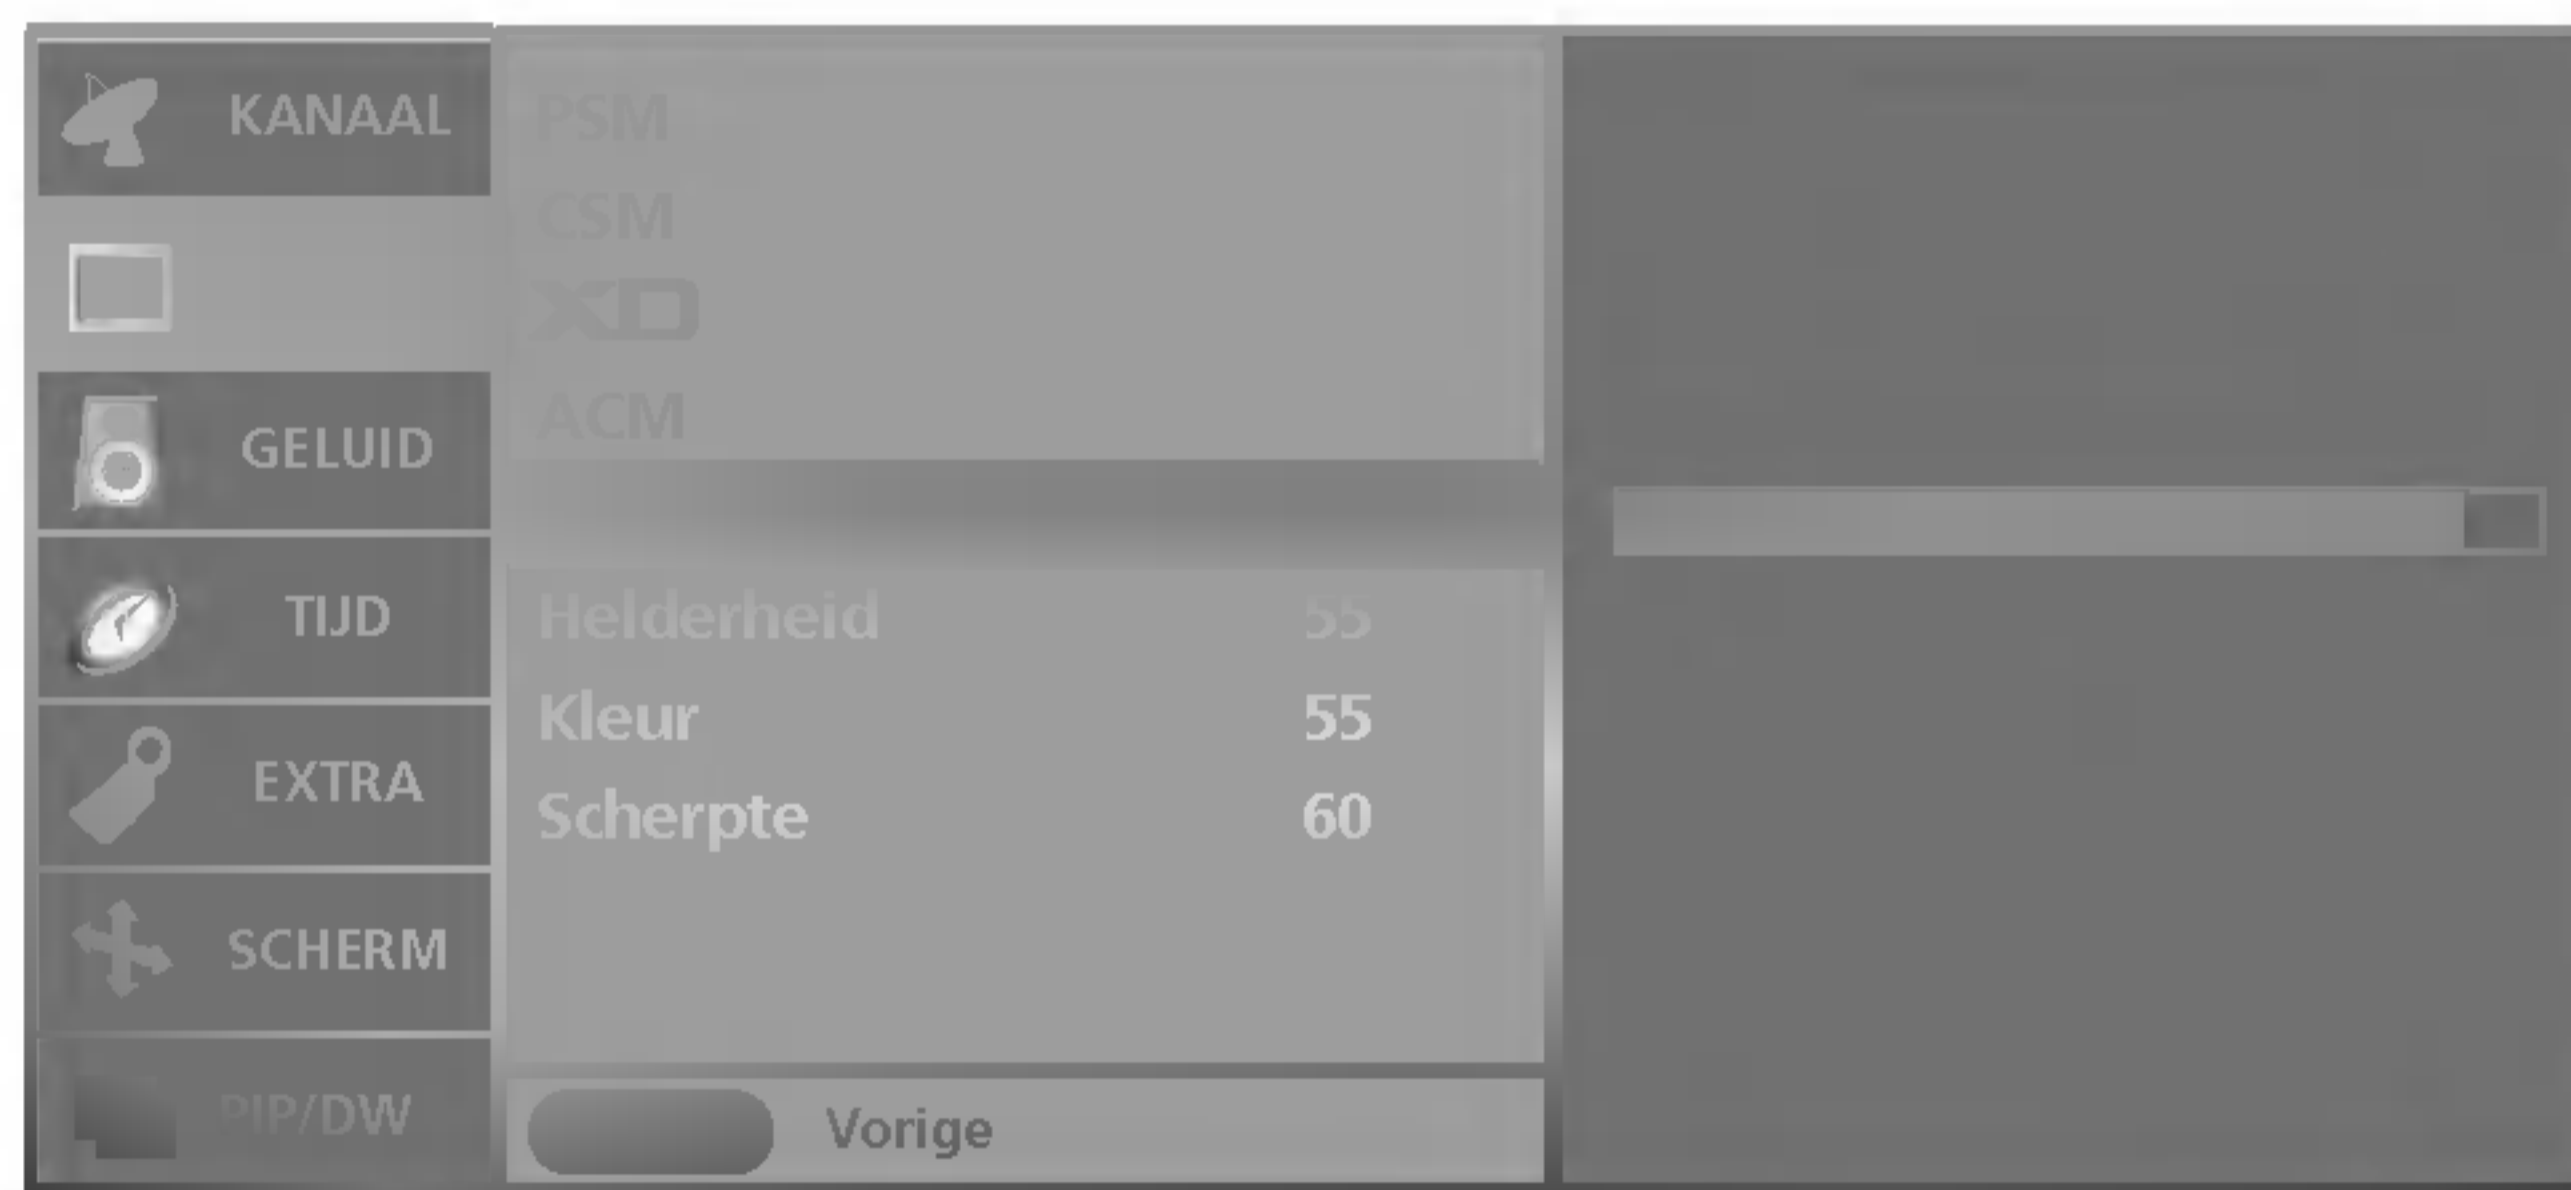 KANAAL
GELUID
TIJD
EXTRA
SCHERM
PIP/DW
PSM
CSM
XD
ACM
Helderheid 55
Kleur 55
Scherpte 60
Vorige